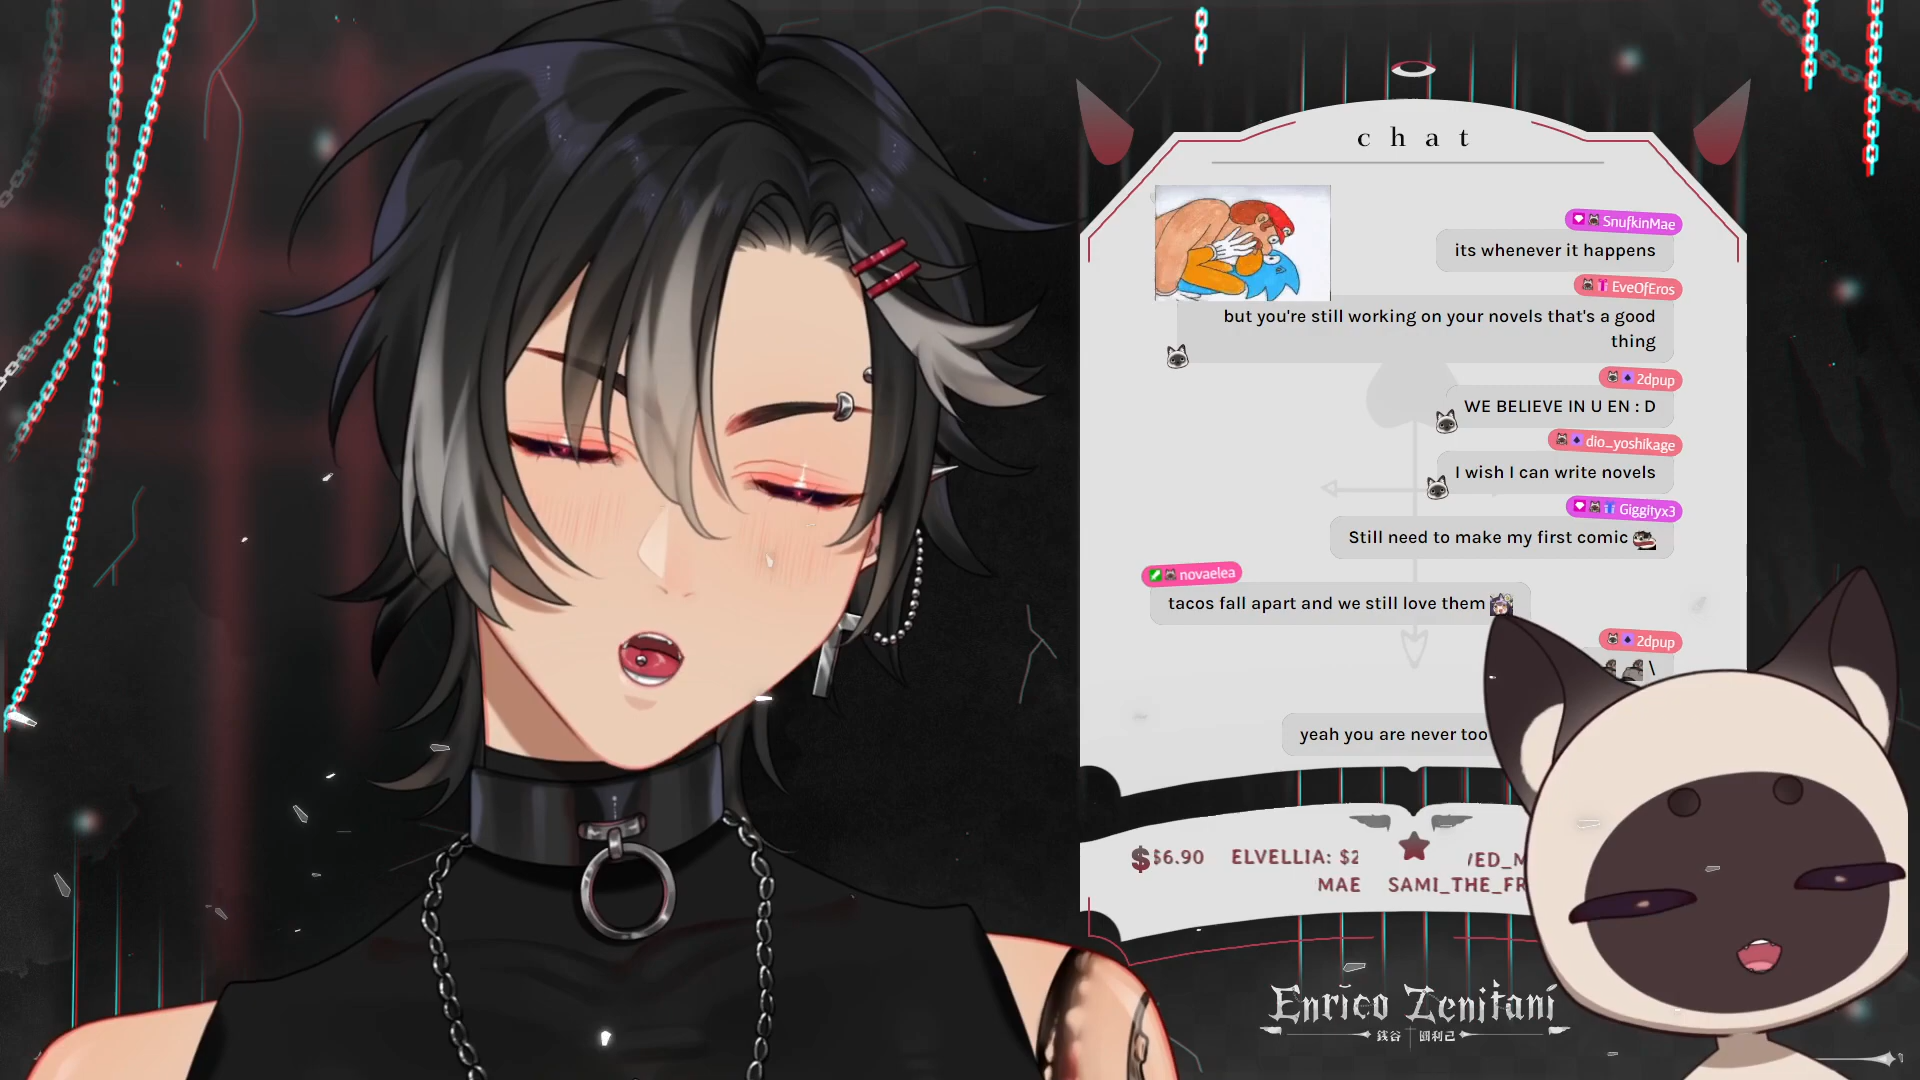 chat
SnufkinMae
its whenever it happens
EveOfEros
but you're still working on your novels that's a good
thing
2dpup
WE BELIEVE IN U EN : D
dio_yoshikage
I wish I can write novels
Giggityx3
Still need to make my first comic
novaelea
tacos fall apart and we still love them
2dpup
\
yeah you are never too
$ $6.90 ELVELLIA: $2 VED_M
MAE SAMI_THE_FR
Enrico Zenitani